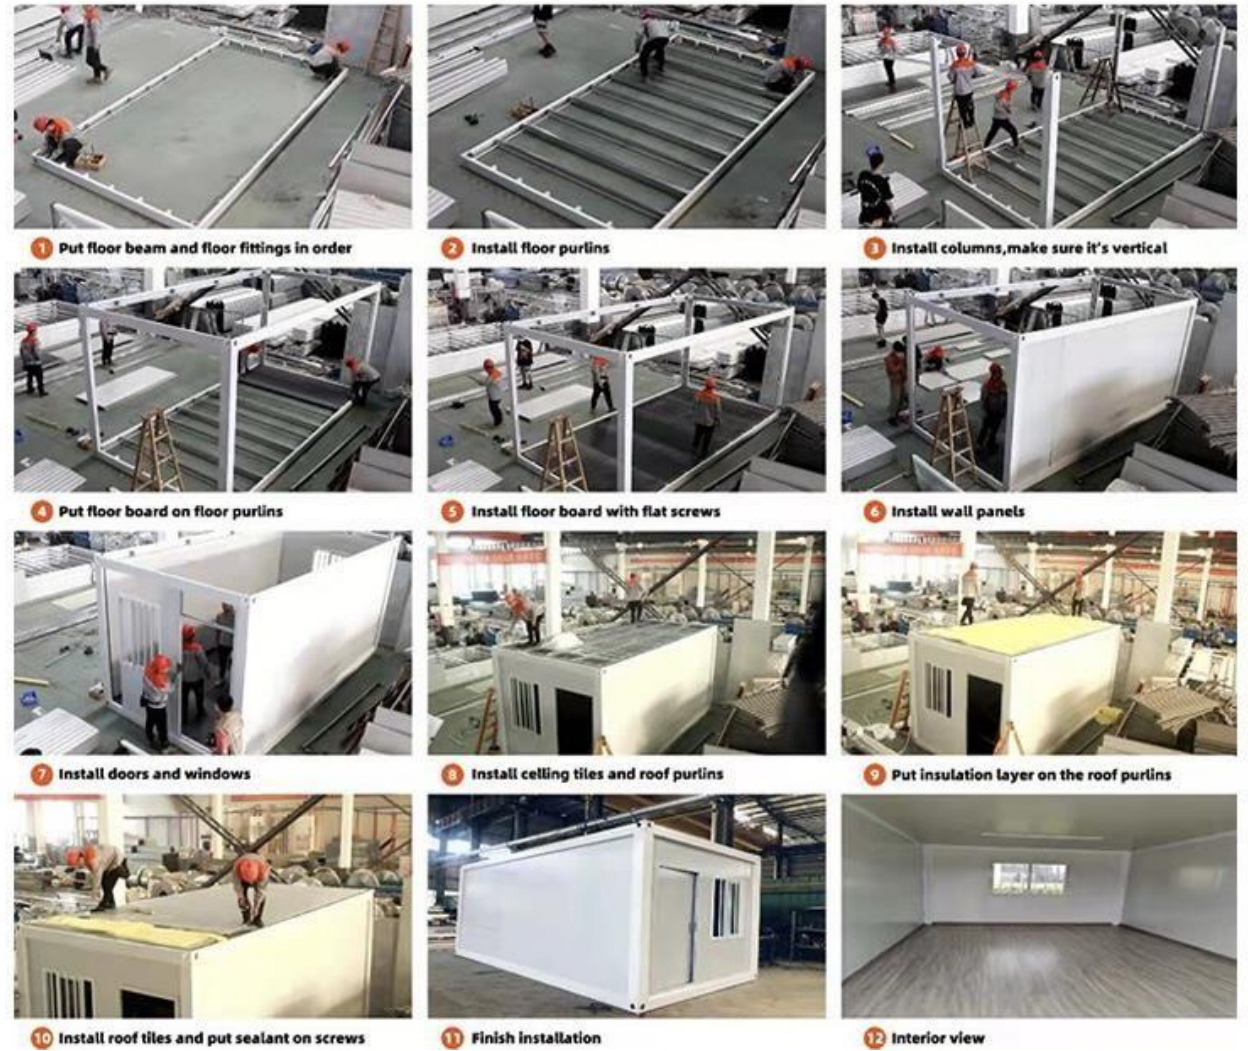 1 Put floor beam and floor fittings in order
2 Install floor purlins
3 Install columns,make sure it's vertical
4 Put floor board on floor purlins
5 Install floor board with flat screws
6 Install wall panels
7 Install doors and windows
8 Install celling tiles and roof purlins
9 Put insulation layer on the roof purlins
10 Install roof tiles and put sealant on screws
11 Finish installation
12 Interior view